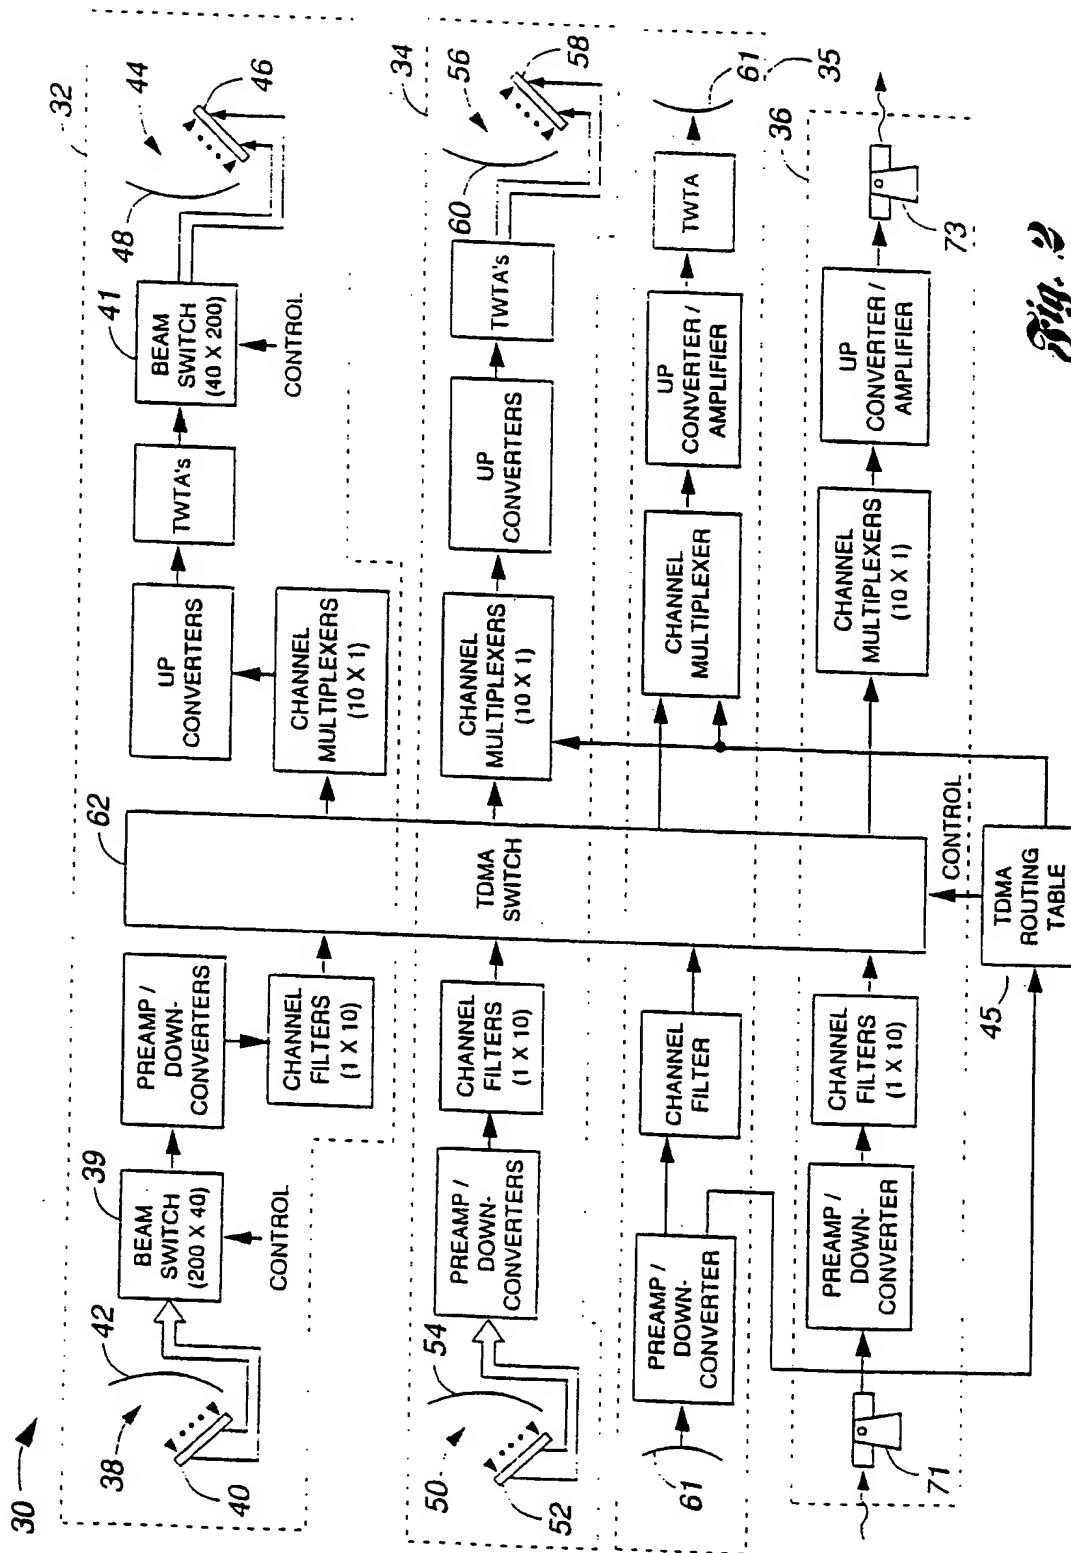 30
32
38
40
42
39
BEAM
SWITCH
(200 X 40)
CONTROL
PREAMP /
DOWN-
CONVERTERS
CHANNEL
FILTERS
(1 X 10)
62
TDMA
SWITCH
CHANNEL
MULTIPLEXERS
(10 X 1)
UP
CONVERTERS
TWTA's
41
BEAM
SWITCH
(40 X 200)
CONTROL
48
44
46
34
50
52
54
PREAMP /
DOWN-
CONVERTERS
CHANNEL
FILTERS
(1 X 10)
CHANNEL
MULTIPLEXERS
(10 X 1)
UP
CONVERTERS
TWTA's
60
56
58
61
PREAMP /
DOWN-
CONVERTER
CHANNEL
FILTER
CHANNEL
MULTIPLEXER
UP
CONVERTER /
AMPLIFIER
TWTA
61
35
36
71
PREAMP /
DOWN-
CONVERTER
CHANNEL
FILTERS
(1 X 10)
CHANNEL
MULTIPLEXERS
(10 X 1)
UP
CONVERTER /
AMPLIFIER
73
45
TDMA
ROUTING
TABLE
CONTROL
Fig. 2